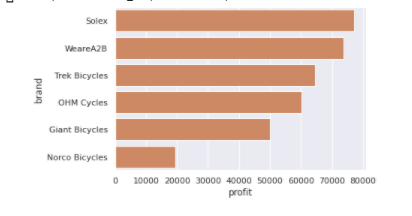 Solex
WeareA2B
Trek Bicycles
OHM Cycles
Giant Bicycles
Norco Bicycles
brand
0 10000 20000 30000 40000 50000 60000 70000 80000
profit